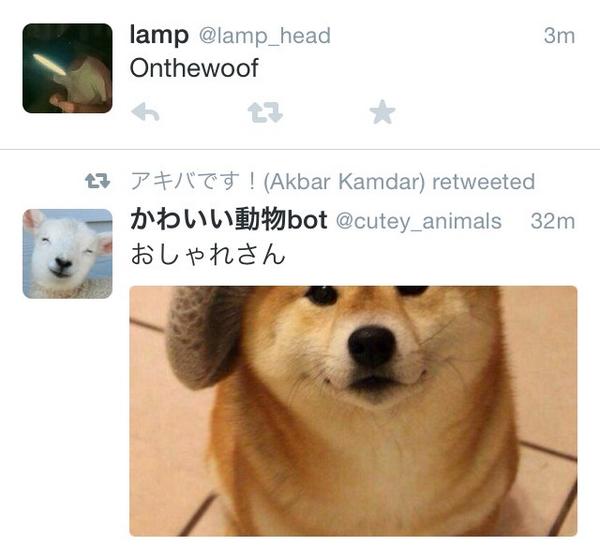 lamp @lamp_head 3m
Onthewoof
アキバです！(Akbar Kamdar) retweeted
かわいい動物bot @cutey_animals 32m
おしゃれさん